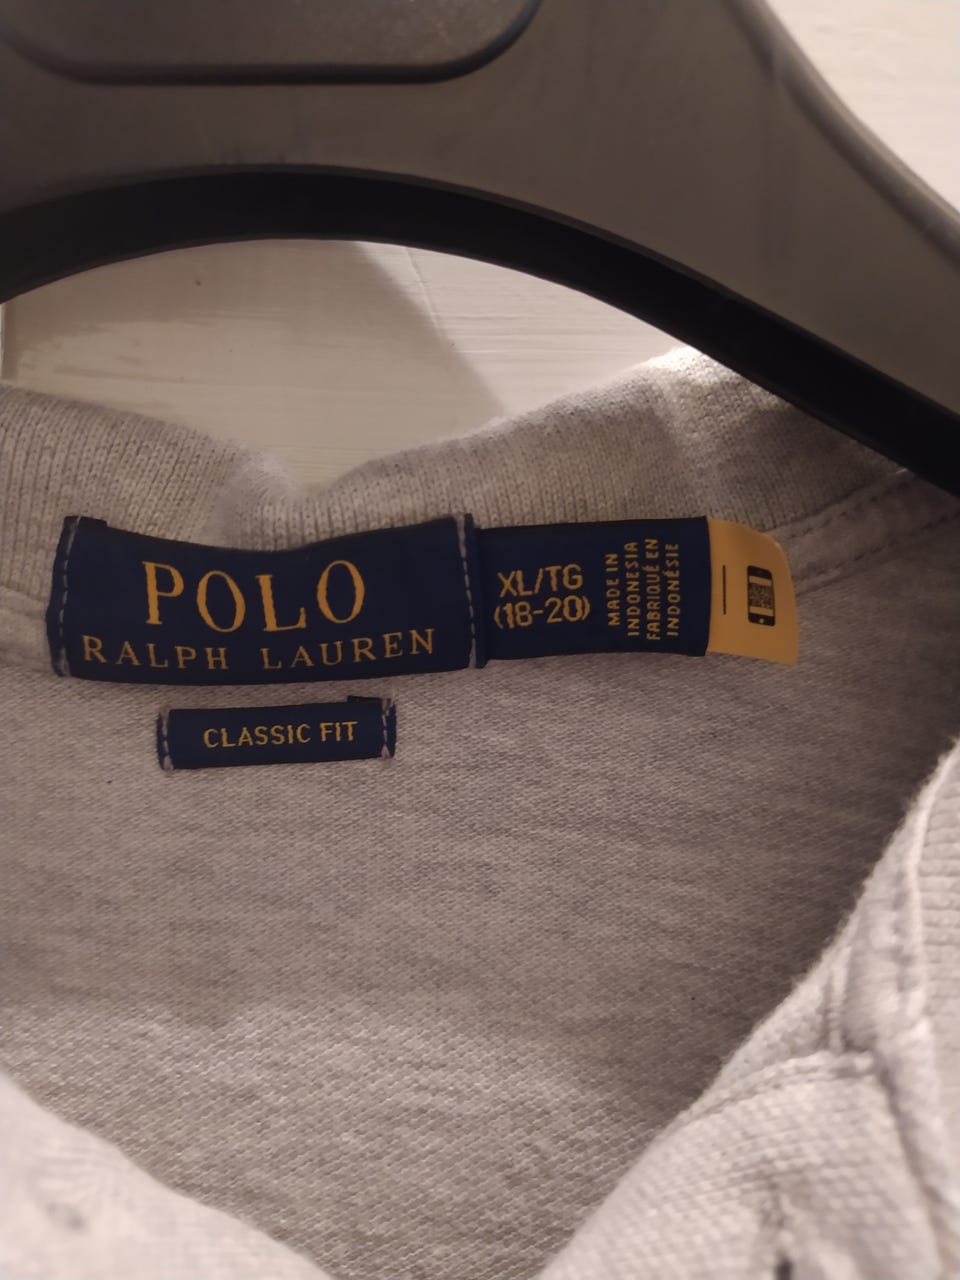 POLO
RALPH LAUREN
XL/TG
(18-20)
MADE IN
INDONESIA
FABRIQUÉ EN
INDONÉSIE
CLASSIC FIT